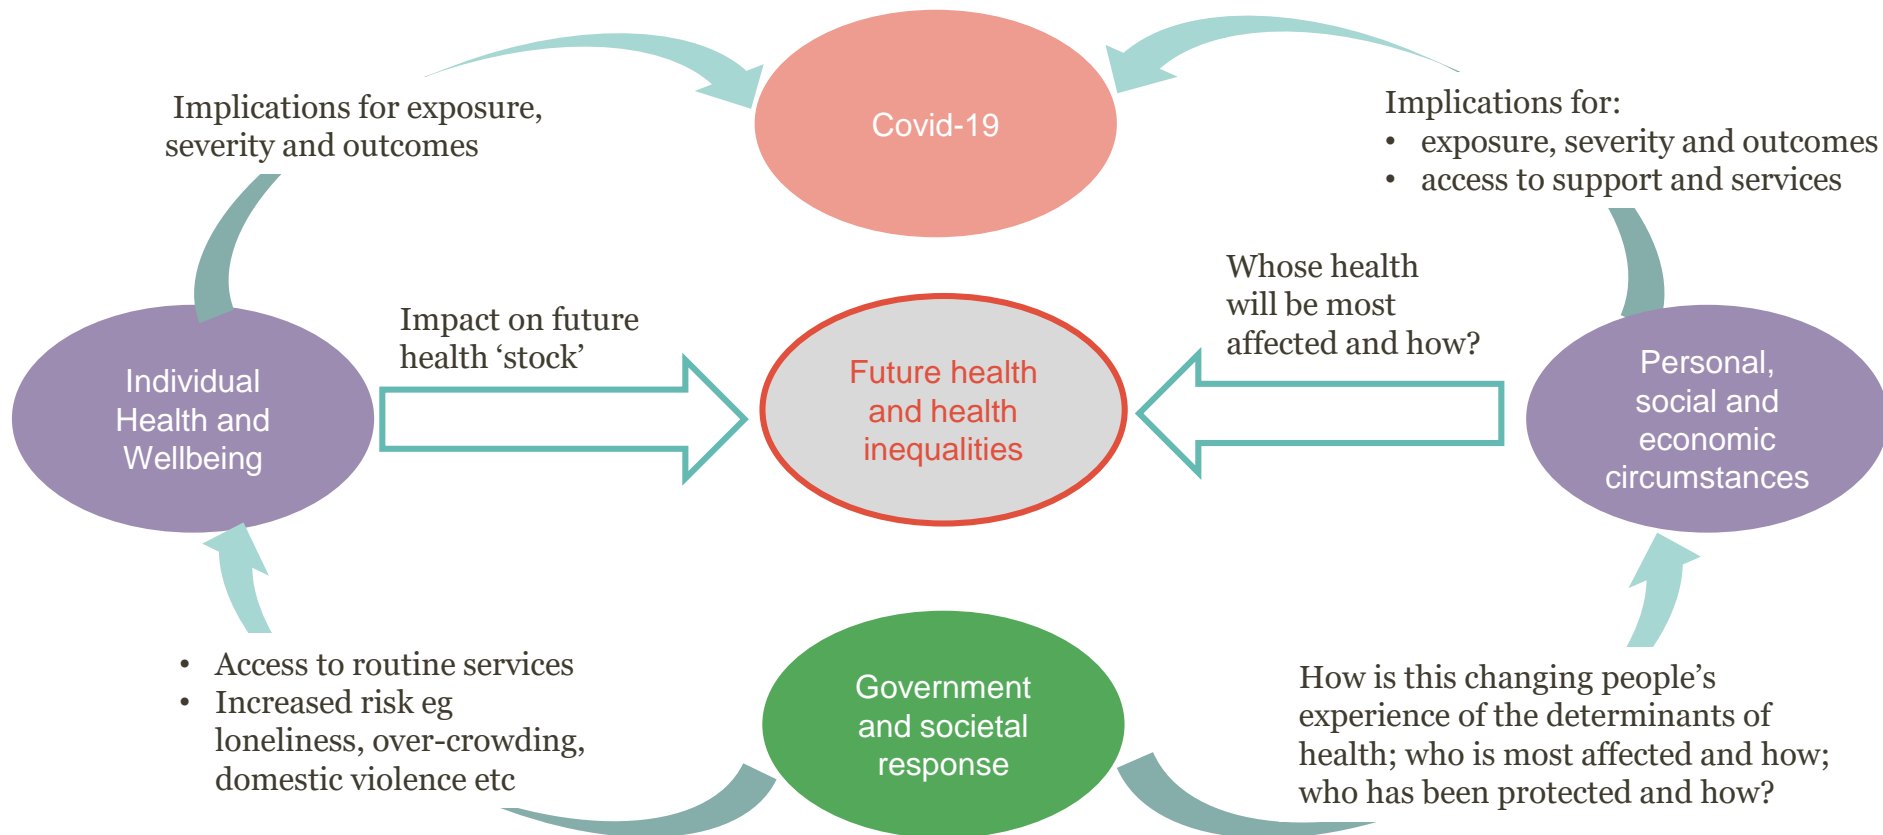 Covid-19
Implications for exposure,
severity and outcomes
Implications for:
• exposure, severity and outcomes
• access to support and services
Individual
Health and
Wellbeing
Impact on future
health ‘stock’
Future health
and health
inequalities
Whose health
will be most
affected and how?
Personal,
social and
economic
circumstances
• Access to routine services
• Increased risk eg
loneliness, over-crowding,
domestic violence etc
Government
and societal
response
How is this changing people’s
experience of the determinants of
health; who is most affected and how;
who has been protected and how?